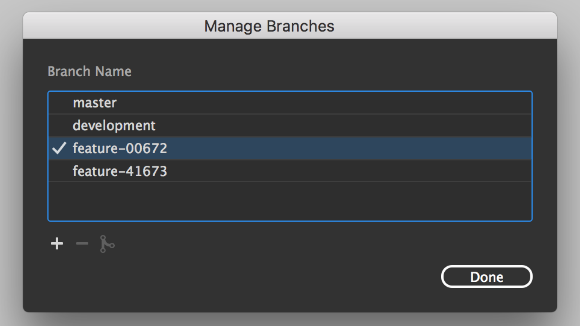 Manage Branches
Branch Name
master
development
feature-00672
feature-41673
Done